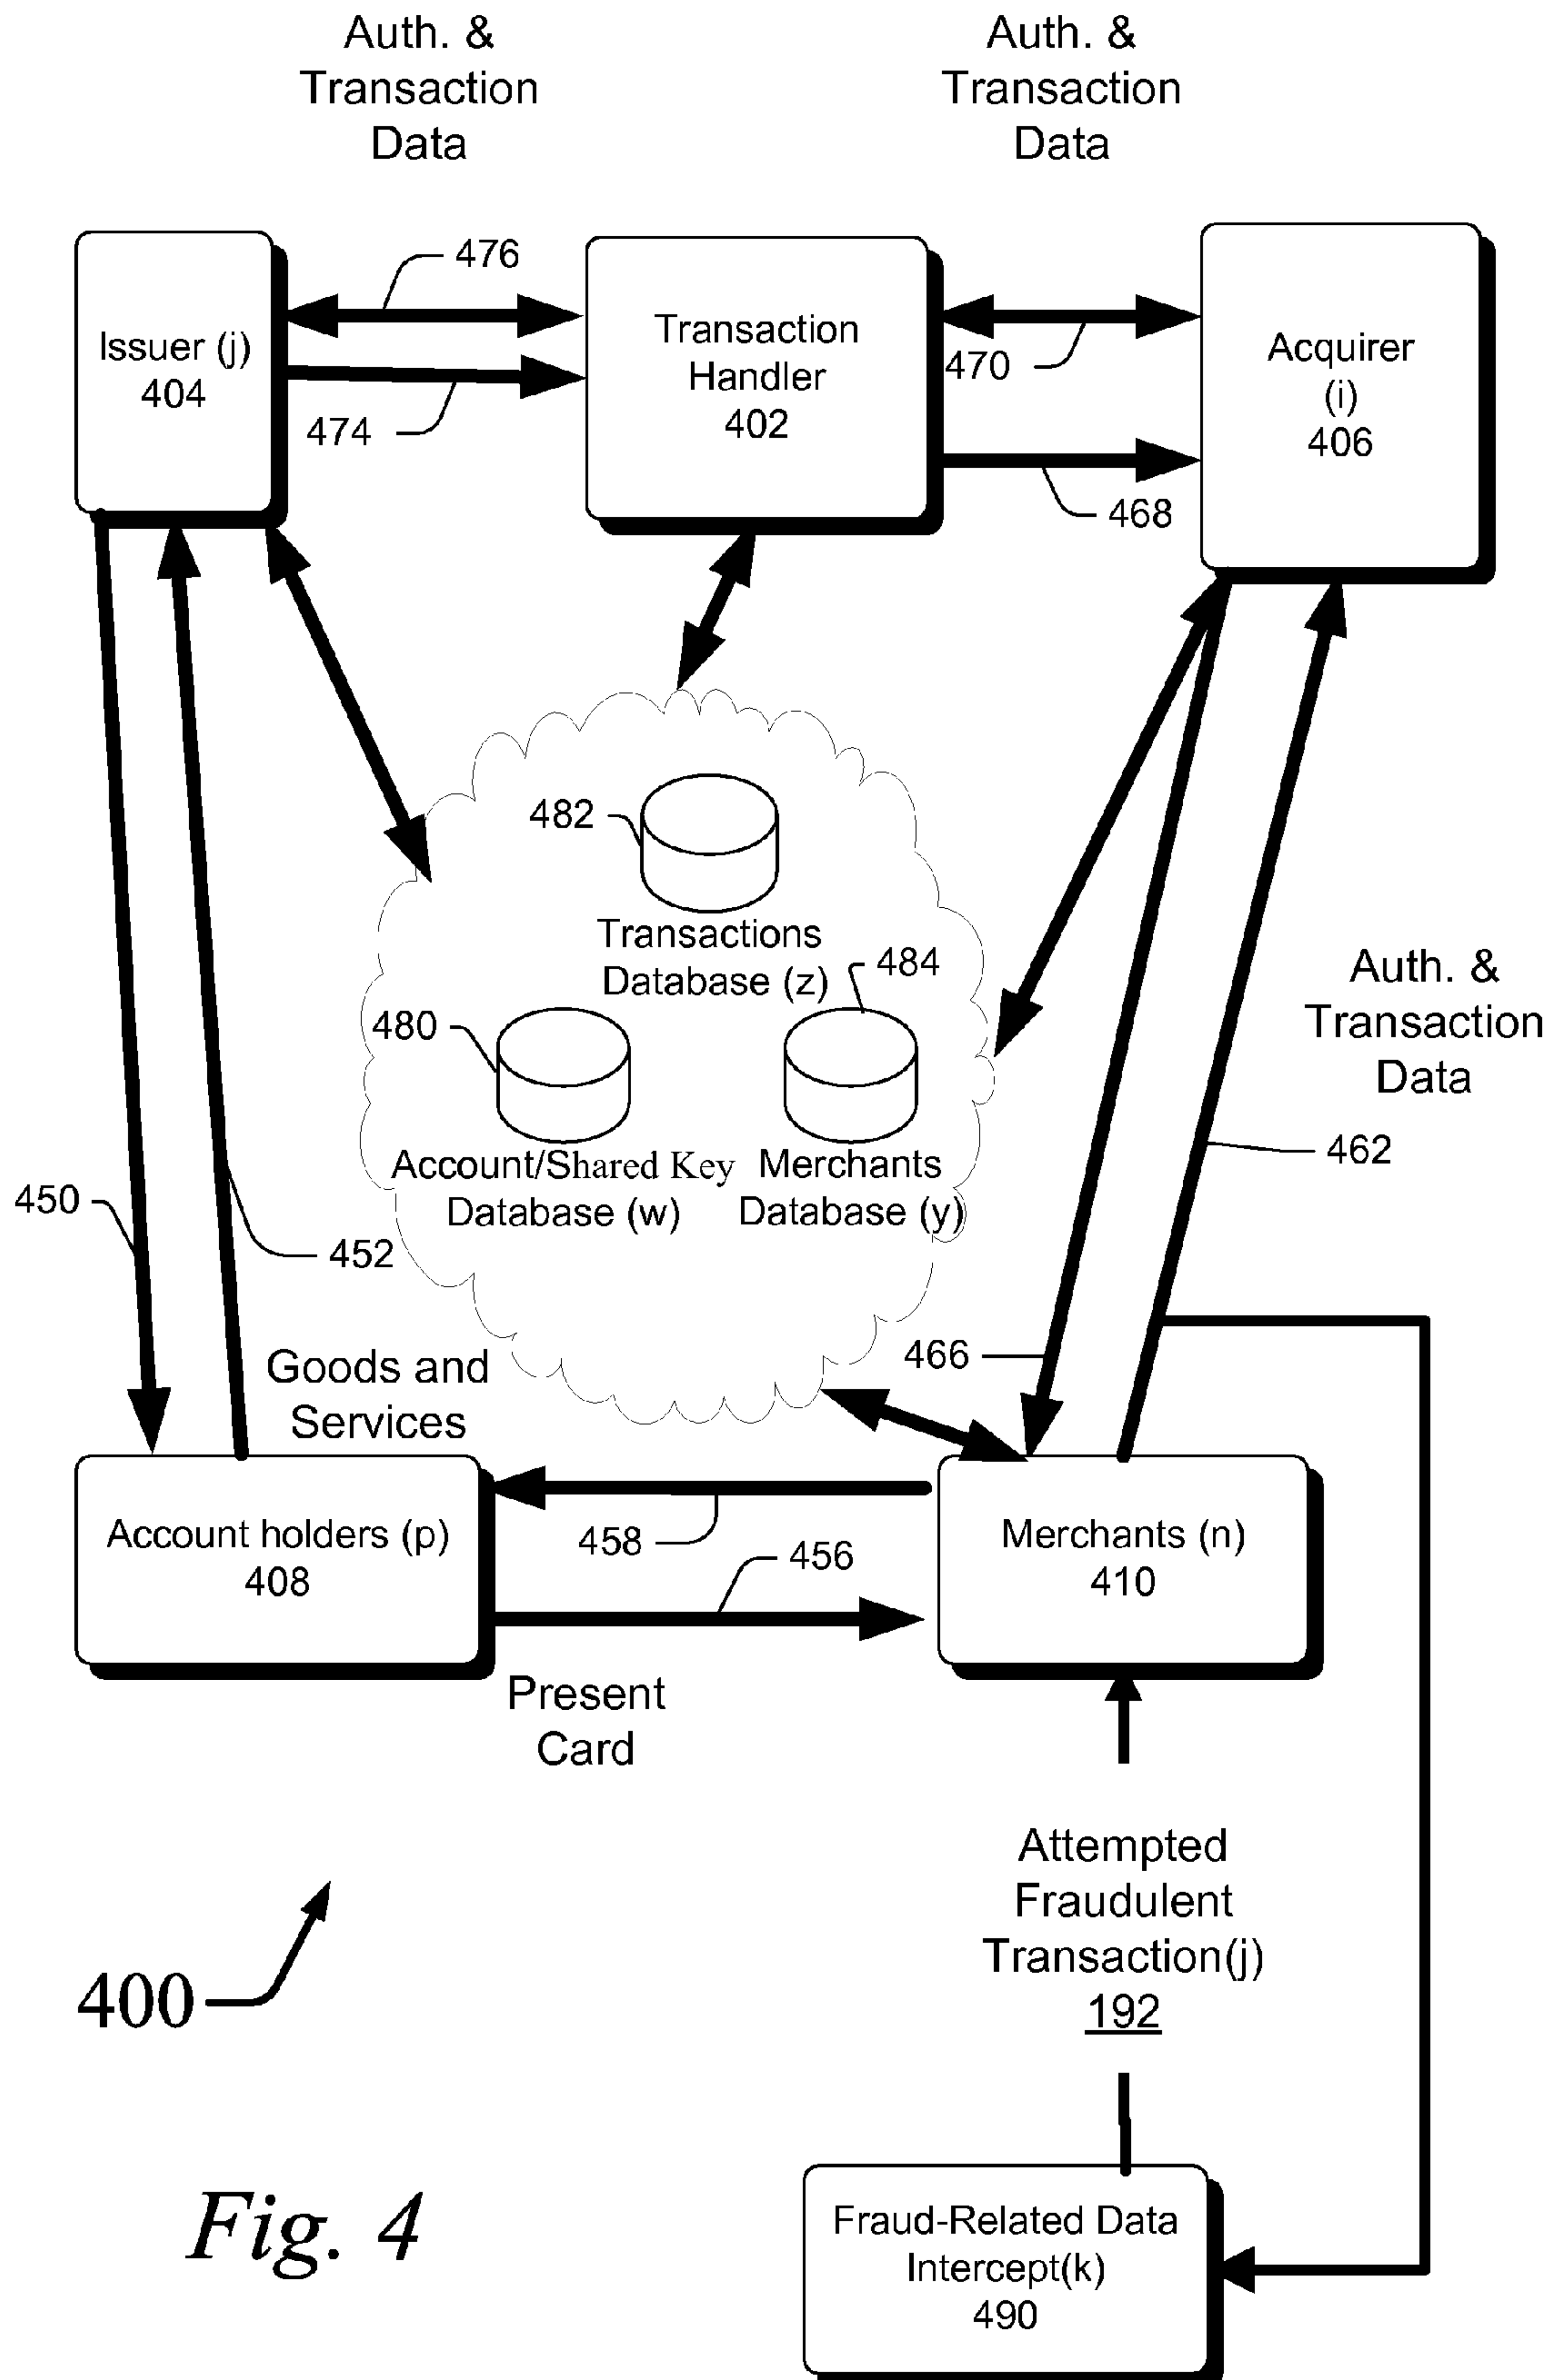 Auth. &
Transaction
Data
Auth. &
Transaction
Data
476
Issuer (j)
404
474
Transaction
Handler
402
470
468
Acquirer
(i)
406
482
Transactions
Database (z)
484
480
Account/Shared Key
Database (w)
Merchants
Database (y)
Auth. &
Transaction
Data
462
450
452
466
Goods and
Services
Account holders (p)
408
458
456
Merchants (n)
410
Present
Card
Attempted
Fraudulent
Transaction(j)
192
400
Fig. 4
Fraud-Related Data
Intercept(k)
490